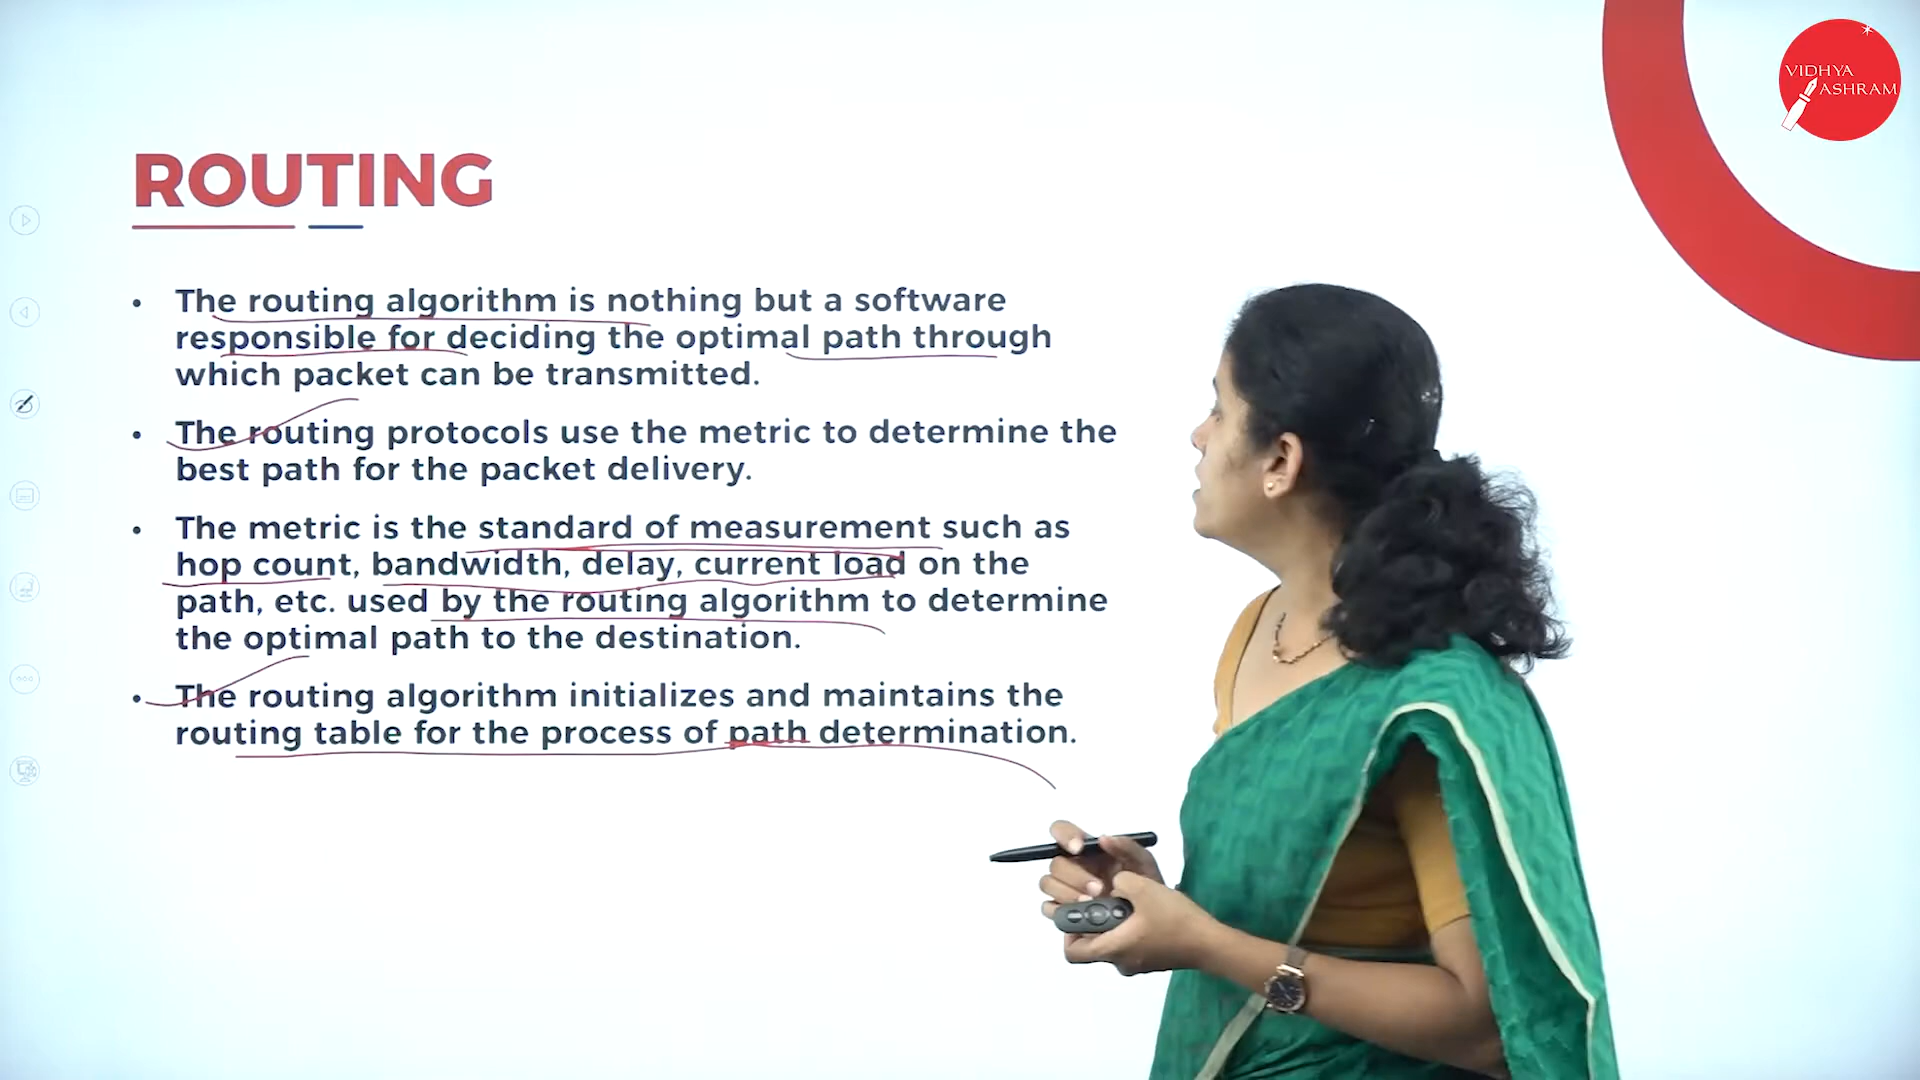 VIDHYA
ASHRAM
ROUTING
• The routing algorithm is nothing but a software
responsible for deciding the optimal path through
which packet can be transmitted.
• The routing protocols use the metric to determine the
best path for the packet delivery.
• The metric is the standard of measurement such as
hop count, bandwidth, delay, current load on the
path, etc. used by the routing algorithm to determine
the optimal path to the destination.
• The routing algorithm initializes and maintains the
routing table for the process of path determination.